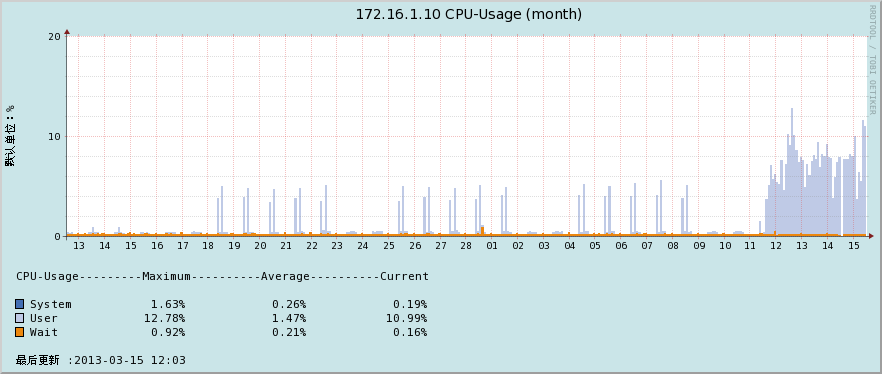 172.16.1.10 CPU-Usage (month)
RRDTOOL / TOBI OETIKER
默认单位: %
20
10
0
13 14 15 16 17 18 19 20 21 22 23 24 25 26 27 28 01 02 03 04 05 06 07 08 09 10 11 12 13 14 15
CPU-Usage---------Maximum----------Average----------Current
System 1.63% 0.26% 0.19%
User 12.78% 1.47% 10.99%
Wait 0.92% 0.21% 0.16%
最后更新 :2013-03-15 12:03